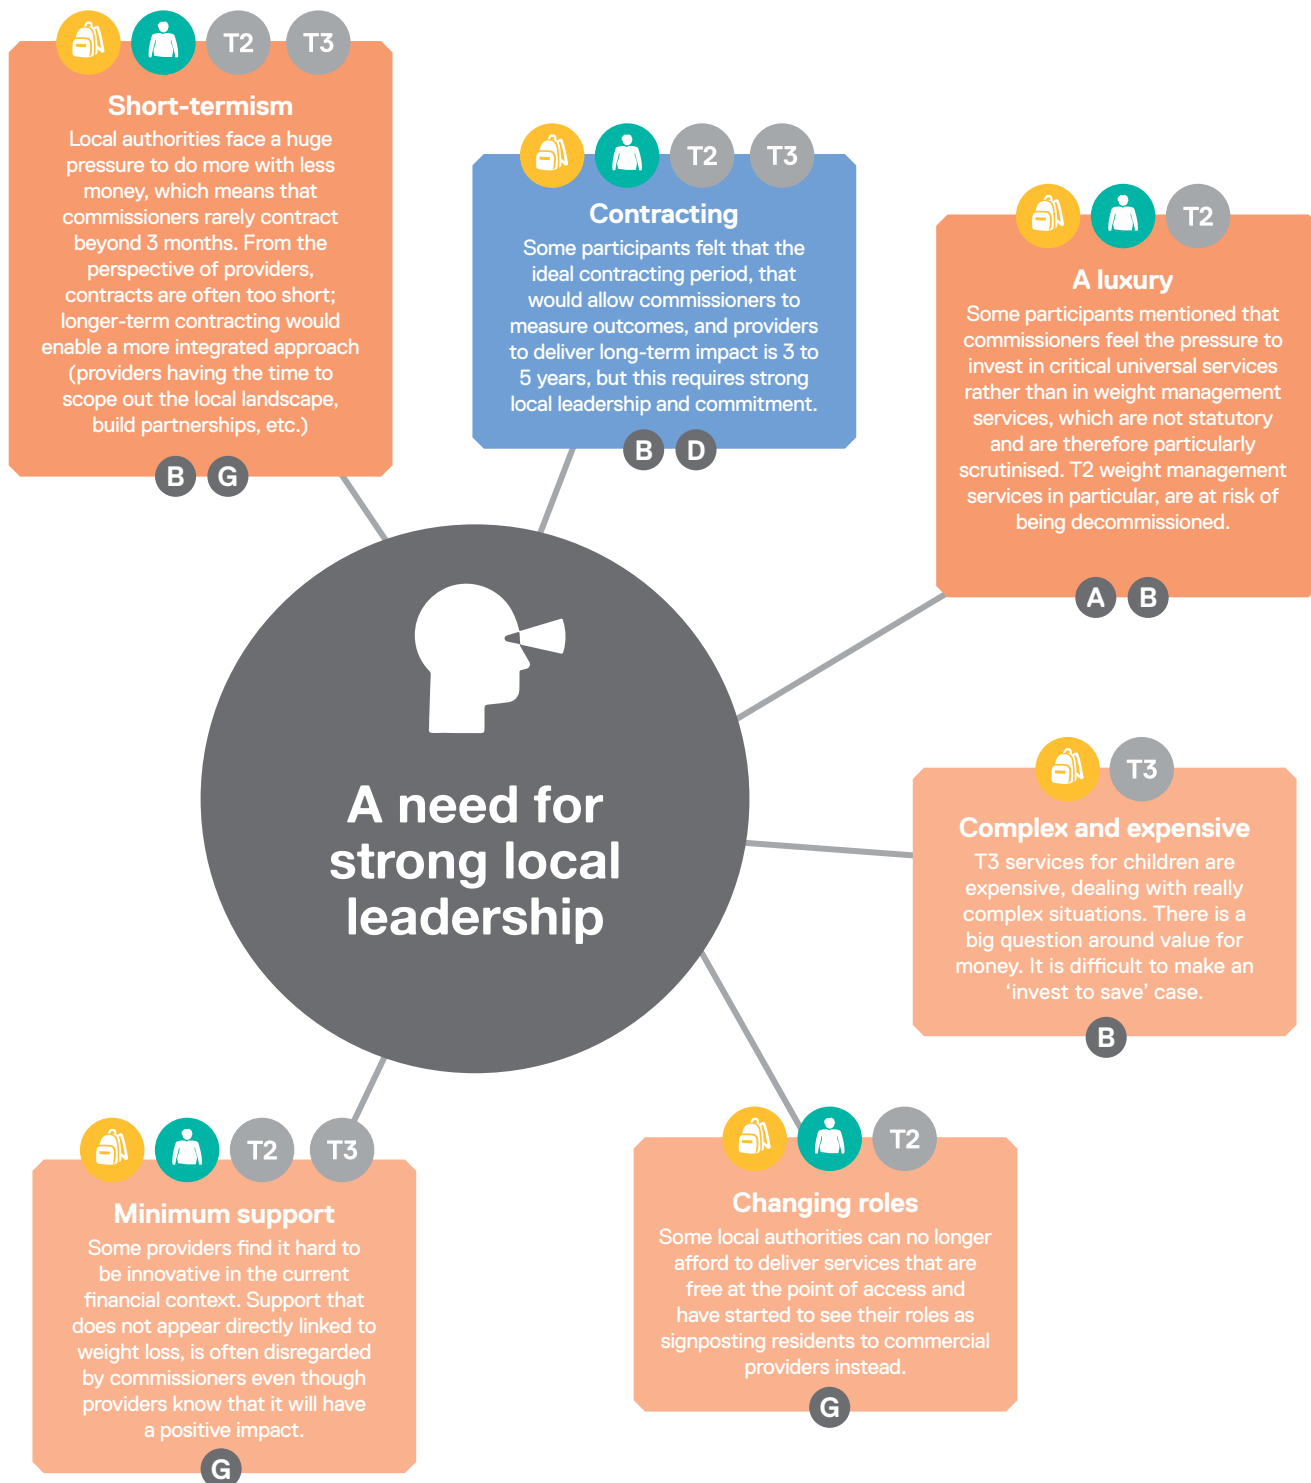 T2 T3
Short-termism
Local authorities face a huge
pressure to do more with less
money, which means that
commissioners rarely contract
beyond 3 months. From the
perspective of providers,
contracts are often too short;
longer-term contracting would
enable a more integrated approach
(providers having the time to
scope out the local landscape,
build partnerships, etc.)
B G
T2 T3
Contracting
Some participants felt that the
ideal contracting period, that
would allow commissioners to
measure outcomes, and providers
to deliver long-term impact is 3 to
5 years, but this requires strong
local leadership and commitment.
B D
T2
A luxury
Some participants mentioned that
commissioners feel the pressure to
invest in critical universal services
rather than in weight management
services, which are not statutory
and are therefore particularly
scrutinised. T2 weight management
services in particular, are at risk of
being decommissioned.
A B
A need for
strong local
leadership
T3
Complex and expensive
T3 services for children are
expensive, dealing with really
complex situations. There is a
big question around value for
money. It is difficult to make an
‘invest to save’ case.
B
T2 T3
Minimum support
Some providers find it hard to
be innovative in the current
financial context. Support that
does not appear directly linked to
weight loss, is often disregarded
by commissioners even though
providers know that it will have
a positive impact.
G
T2
Changing roles
Some local authorities can no longer
afford to deliver services that are
free at the point of access and
have started to see their roles as
signposting residents to commercial
providers instead.
G